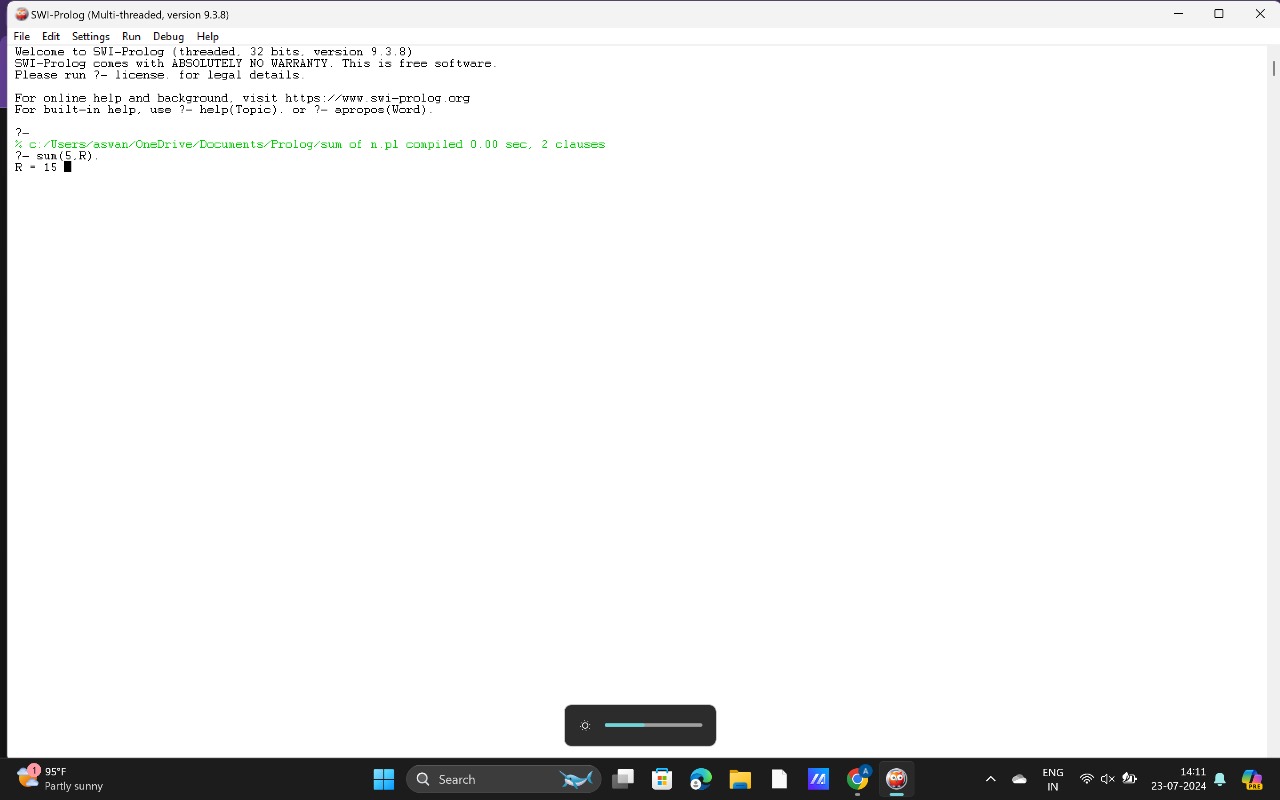 SWI-Prolog (Multi-threaded, version 9.3.8)
File Edit Settings Run Debug Help
Welcome to SWI-Prolog (threaded, 32 bits, version 9.3.8)
SWI-Prolog comes with ABSOLUTELY NO WARRANTY. This is free software.
Please run ?- license. for legal details.
For online help and background, visit https://www.swi-prolog.org
For built-in help, use ?- help(Topic). or ?- apropos(Word).
?-
% c:/Users/asvan/OneDrive/Documents/Prolog/sum of n.pl compiled 0.00 sec, 2 clauses
?- sum(5,R).
R = 15
1
95°F
Partly sunny
Search
A
ENG
IN
14:11
23-07-2024
PRE